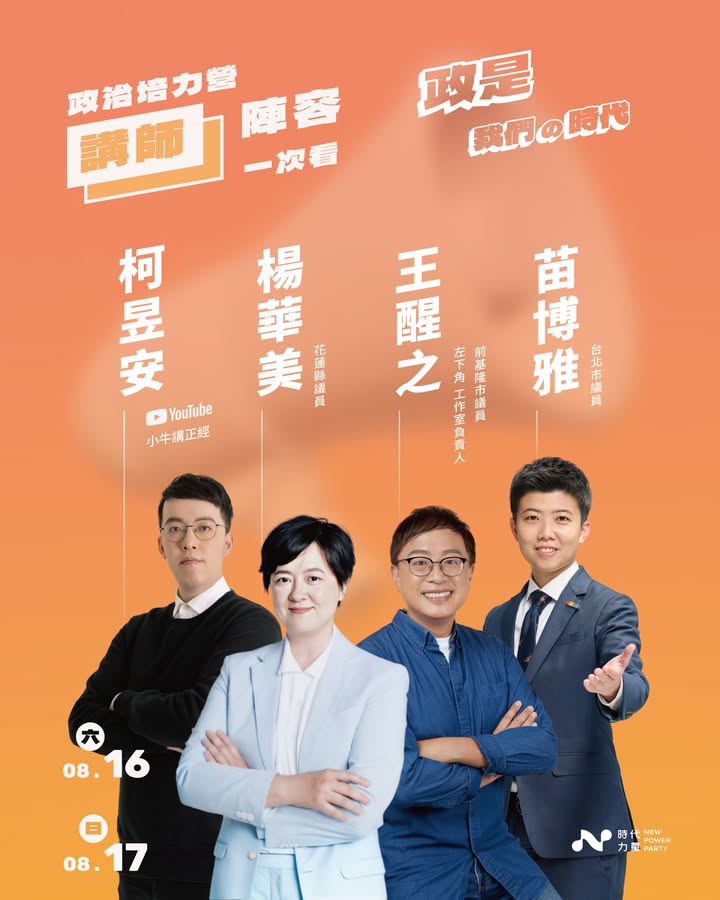 政治培力營
講師
陣容
一次看
政是
我們の時代
柯昱安
YouTube
小牛講正經
楊華美
花蓮縣議員
王醒之
前基隆市議員
左下角 工作室負責人
苗博雅
台北市議員
六
08.16
日
08.17
時代
力量
NEW
POWER
PARTY